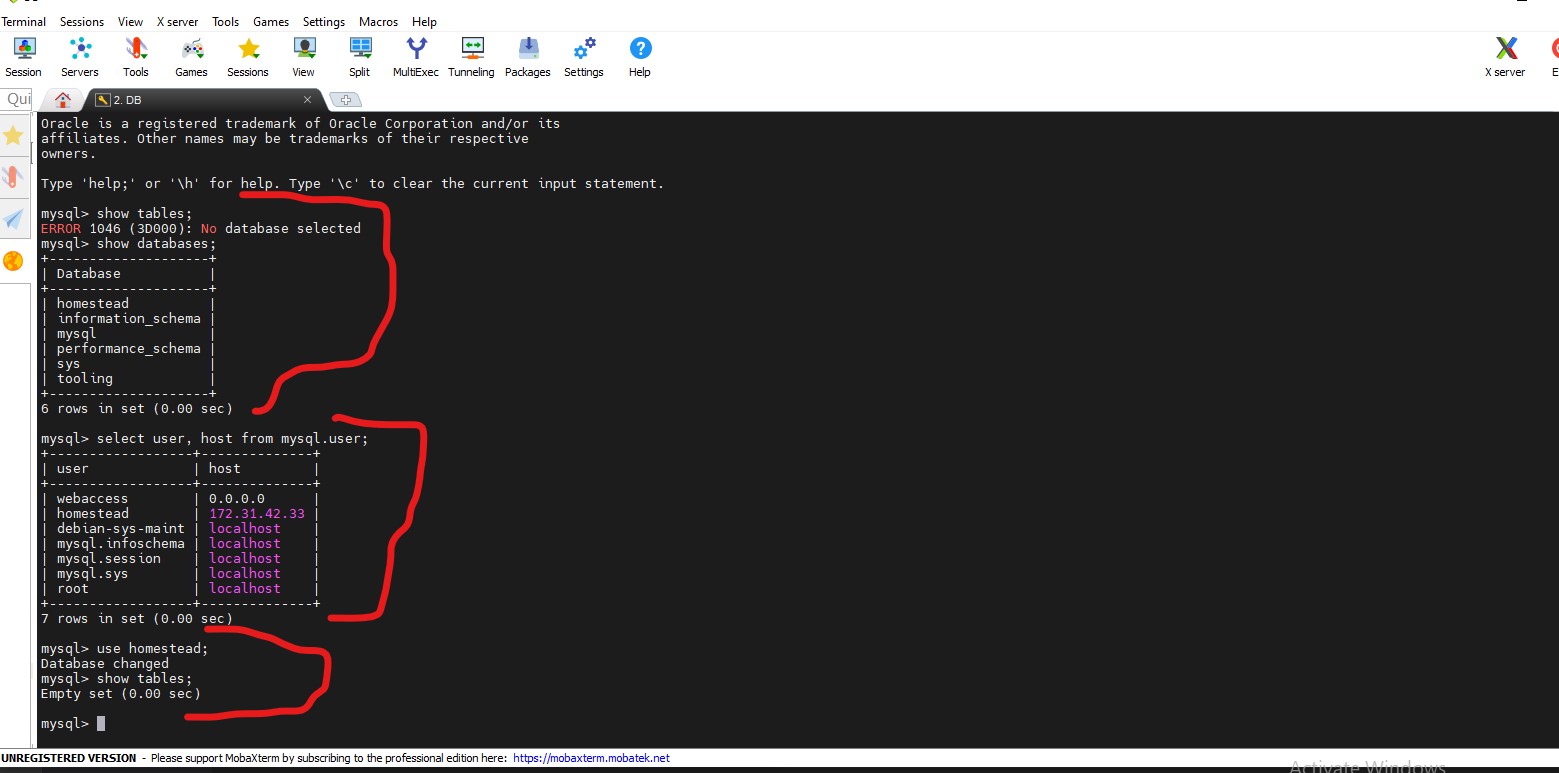 Terminal Sessions View X server Tools Games Settings Macros Help
Session Servers Tools Games Sessions View Split MultiExec Tunneling Packages Settings Help X server
Qui
2. DB
Oracle is a registered trademark of Oracle Corporation and/or its
affiliates. Other names may be trademarks of their respective
owners.
Type 'help;' or '\h' for help. Type '\c' to clear the current input statement.
mysql> show tables;
ERROR 1046 (3D000): No database selected
mysql> show databases;
+--------------------+
| Database           |
+--------------------+
| homestead          |
| information_schema |
| mysql              |
| performance_schema |
| sys                |
| tooling            |
+--------------------+
6 rows in set (0.00 sec)
mysql> select user, host from mysql.user;
+------------------+--------------+
| user             | host         |
+------------------+--------------+
| webaccess        | 0.0.0.0      |
| homestead        | 172.31.42.33 |
| debian-sys-maint | localhost    |
| mysql.infoschema | localhost    |
| mysql.session    | localhost    |
| mysql.sys        | localhost    |
| root             | localhost    |
+------------------+--------------+
7 rows in set (0.00 sec)
mysql> use homestead;
Database changed
mysql> show tables;
Empty set (0.00 sec)
mysql>
UNREGISTERED VERSION - Please support MobaXterm by subscribing to the professional edition here: https://mobaxterm.mobatek.net
Activate Windows